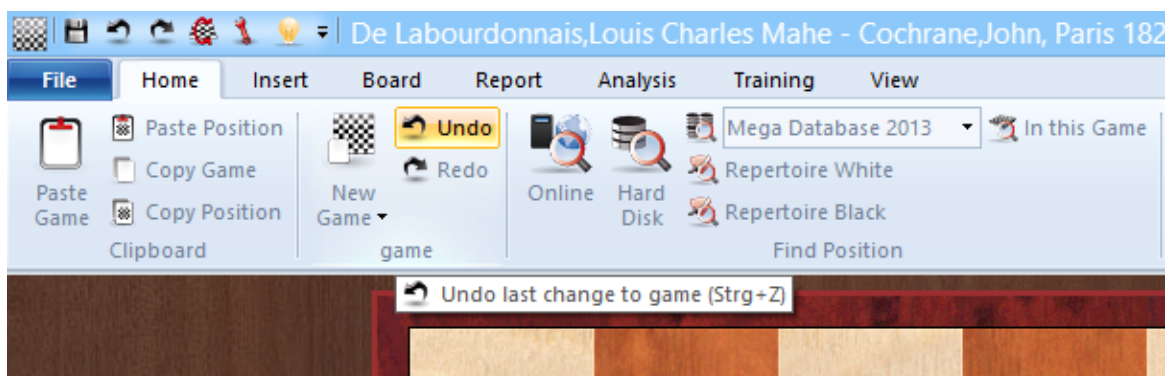 De Labourdonnais,Louis Charles Mahe - Cochrane,John, Paris 182
File Home Insert Board Report Analysis Training View
Paste Game
Paste Position
Copy Game
Copy Position
Clipboard
New Game
Undo
Redo
game
Online
Hard Disk
Mega Database 2013
In this Game
Repertoire White
Repertoire Black
Find Position
Undo last change to game (Strg+Z)